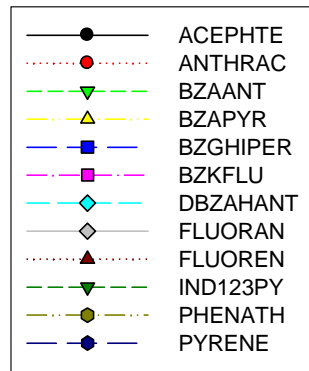 ACEPHTE
ANTHRAC
BZAANT
BZAPYR
BZGHIPER
BZKFLU
DBZAHANT
FLUORAN
FLUOREN
IND123PY
PHENATH
PYRENE